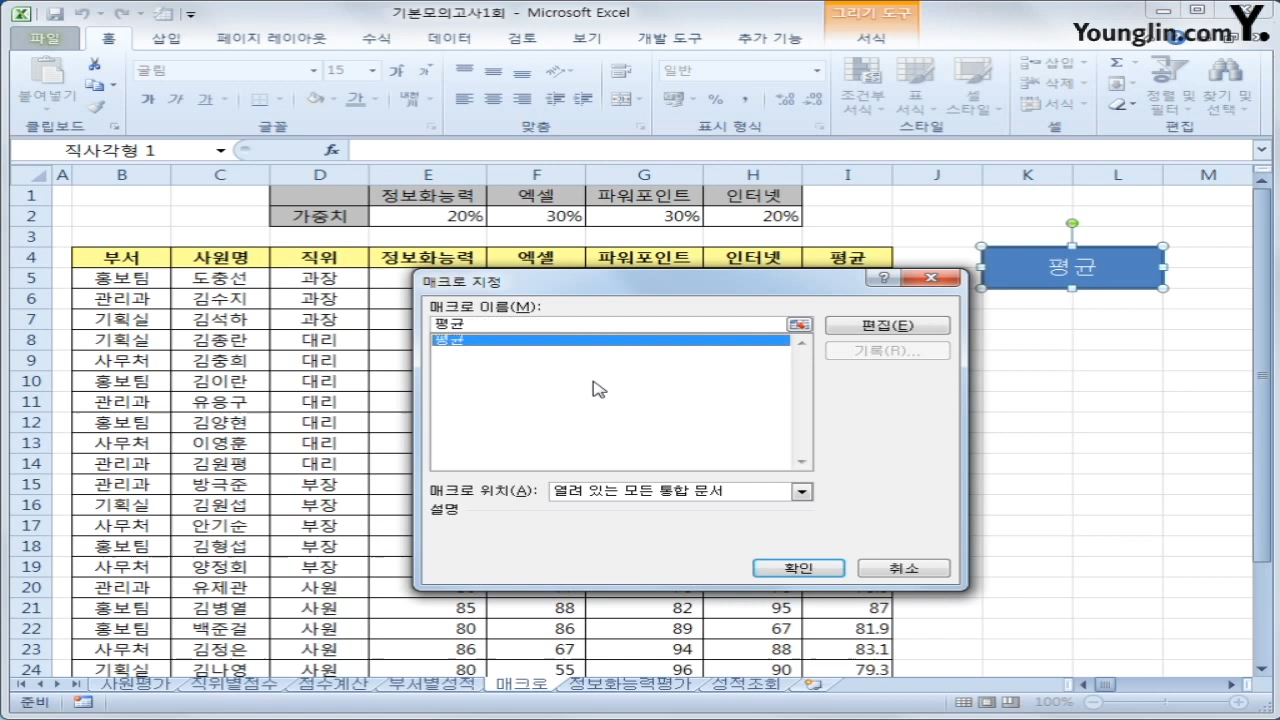 기본모의고사1회 - Microsoft Excel
그리기 도구
Younglin.com Y.
파일 홈 삽입 페이지 레이아웃 수식 데이터 검토 보기 개발 도구 추가 기능 서식
붙여넣기 굴림 15 가 가 일반 조건부 서식 표 서식 셀 스타일 삽입 삭제 서식 정렬 및 필터 찾기 및 선택
클립보드 글꼴 맞춤 표시 형식 스타일 셀 편집
직사각형 1 fx
A B C D E F G H I J K L M
1 정보화능력 엑셀 파워포인트 인터넷
2 가중치 20% 30% 30% 20%
3
4 부서 사원명 직위 정보화능력 엑셀 파워포인트 인터넷 평균
평균
5 홍보팀 도충선 과장
6 관리과 김수지 과장
7 기획실 김석하 과장
8 기획실 김종란 대리
9 사무처 김충희 대리
10 홍보팀 김이란 대리
11 관리과 유응구 대리
12 홍보팀 김양현 대리
13 사무처 이영훈 대리
14 관리과 김원평 대리
15 관리과 방극준 부장
16 기획실 김원섭 부장
17 사무처 안기순 부장
18 홍보팀 김형섭 부장
19 사무처 양정회 부장
20 관리과 유제관 사원
21 홍보팀 김병열 사원 85 88 82 95 87
22 홍보팀 백준걸 사원 80 86 89 67 81.9
23 사무처 김정은 사원 86 67 94 88 83.1
24 기획실 김나영 사원 80 55 96 90 79.3
매크로 지정
매크로 이름(M):
평균
평균
편집(E)
기록(R)...
매크로 위치(A): 열려 있는 모든 통합 문서
설명
확인 취소
사원평가 직위별점수 점수계산 부서별성적 매크로 정보화능력평가 성적조회
준비 100%